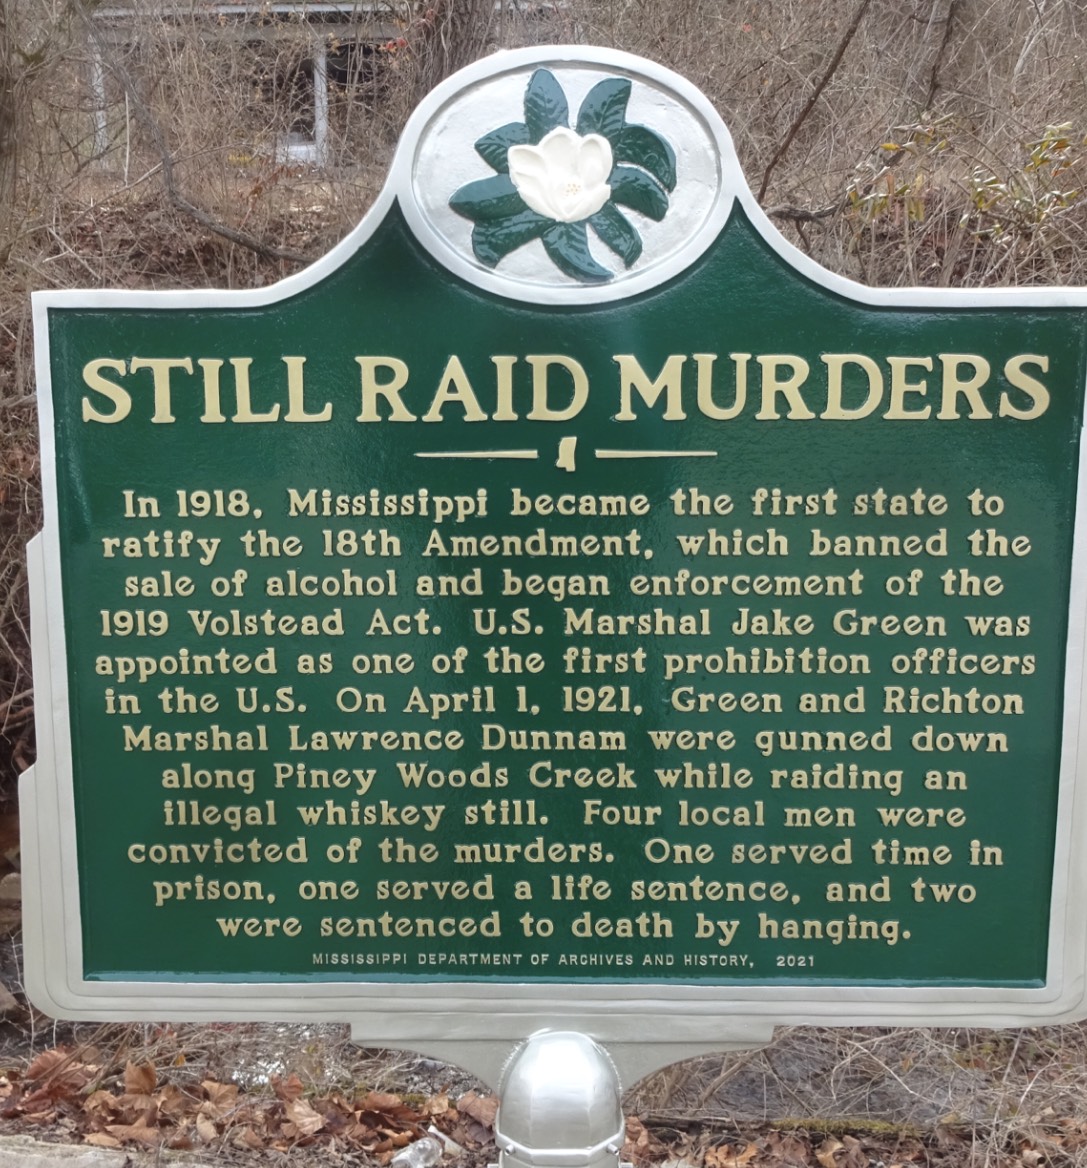 STILL RAID MURDERS
In 1918, Mississippi became the first state to
ratify the 18th Amendment, which banned the
sale of alcohol and began enforcement of the
1919 Volstead Act. U.S. Marshal Jake Green was
appointed as one of the first prohibition officers
in the U.S. On April 1, 1921, Green and Richton
Marshal Lawrence Dunnam were gunned down
along Piney Woods Creek while raiding an
illegal whiskey still. Four local men were
convicted of the murders. One served time in
prison, one served a life sentence, and two
were sentenced to death by hanging.
MISSISSIPPI DEPARTMENT OF ARCHIVES AND HISTORY, 2021